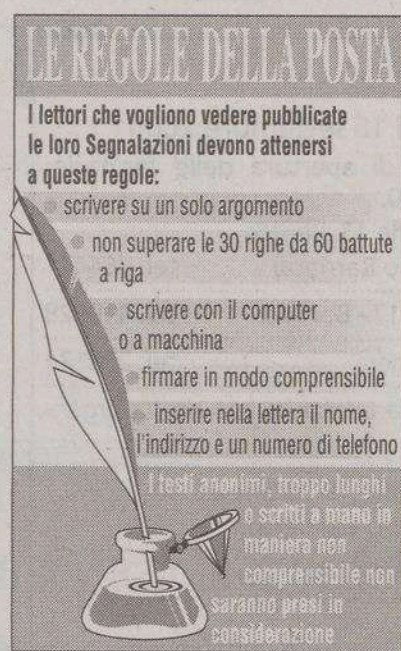 LE REGOLE DELLA POSTA
I lettori che vogliono vedere pubblicate
le loro Segnalazioni devono attenersi
a queste regole:
scrivere su un solo argomento
non superare le 30 righe da 60 battute
a riga
scrivere con il computer
o a macchina
firmare in modo comprensibile
inserire nella lettera il nome,
l'indirizzo e un numero di telefono
I testi anonimi, troppo lunghi
o scritti a mano in
maniera non
comprensibile non
saranno presi in
considerazione